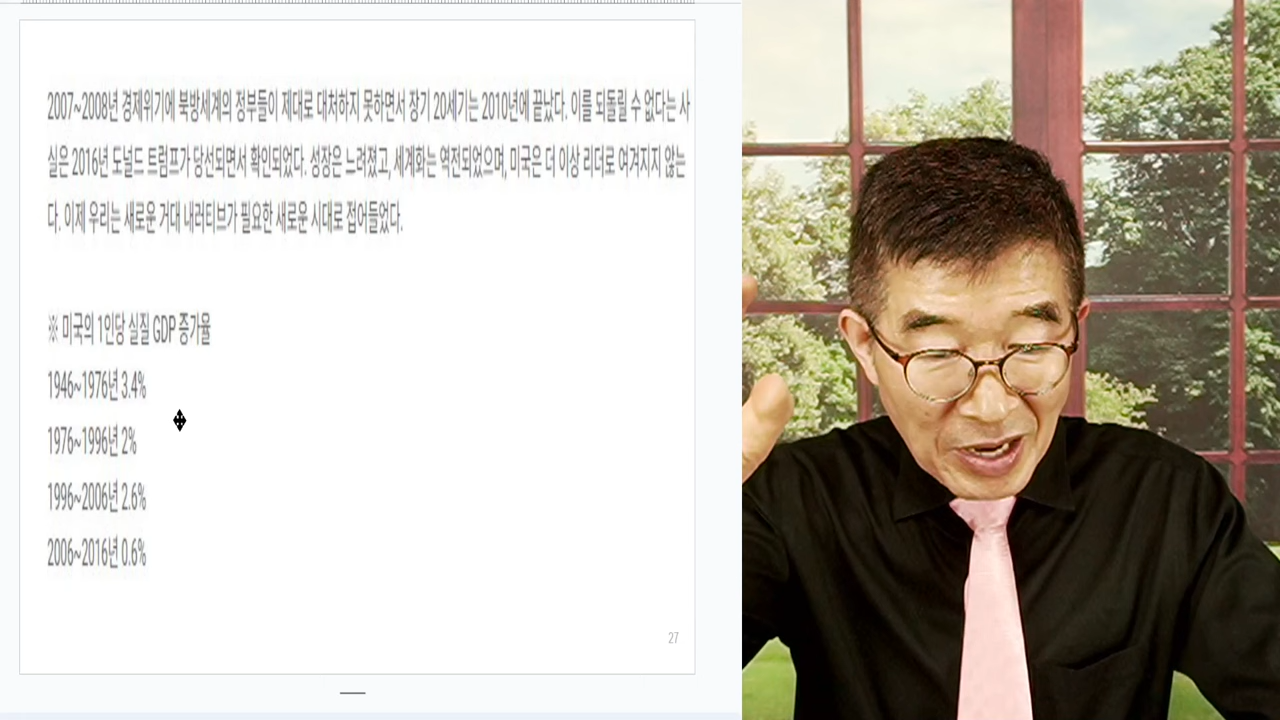 2007~2008년 경제위기에 북방세계의 정부들이 제대로 대처하지 못하면서 장기 20세기는 2010년에 끝났다. 이를 되돌릴 수 없다는 사
실은 2016년 도널드 트럼프가 당선되면서 확인되었다. 성장은 느려졌고, 세계화는 역전되었으며, 미국은 더 이상 리더로 여겨지지 않는
다. 이제 우리는 새로운 거대 내러티브가 필요한 새로운 시대로 접어들었다.
※ 미국의 1인당 실질 GDP 증가율
1946~1976년 3.4%
1976~1996년 2%
1996~2006년 2.6%
2006~2016년 0.6%
27